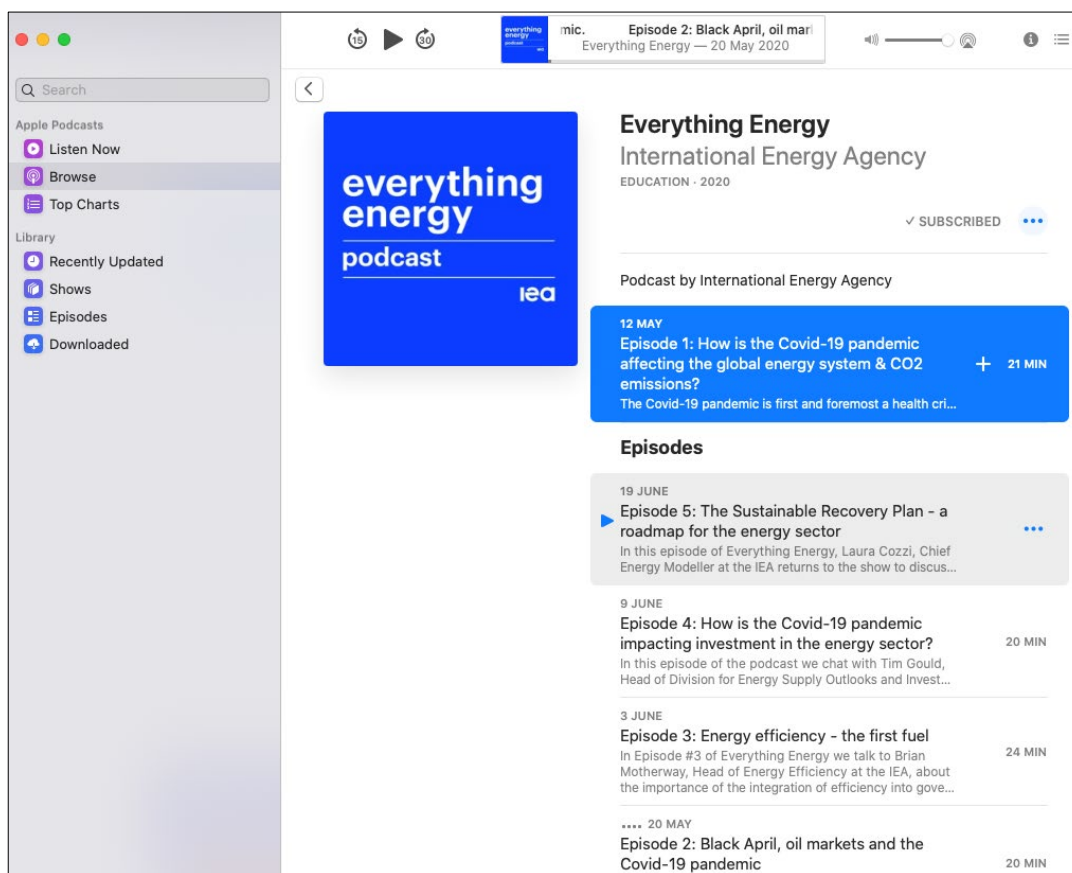 15
30
everything
energy
podcast
mic. Episode 2: Black April, oil mar
Everything Energy — 20 May 2020
Search
Apple Podcasts
Listen Now
Browse
Top Charts
Library
Recently Updated
Shows
Episodes
Downloaded
everything
energy
podcast
iea
Everything Energy
International Energy Agency
EDUCATION · 2020
✓ SUBSCRIBED
Podcast by International Energy Agency
12 MAY
Episode 1: How is the Covid-19 pandemic
affecting the global energy system & CO2
emissions?
The Covid-19 pandemic is first and foremost a health cri...
21 MIN
Episodes
19 JUNE
Episode 5: The Sustainable Recovery Plan - a
roadmap for the energy sector
In this episode of Everything Energy, Laura Cozzi, Chief
Energy Modeller at the IEA returns to the show to discus...
9 JUNE
Episode 4: How is the Covid-19 pandemic
impacting investment in the energy sector?
In this episode of the podcast we chat with Tim Gould,
Head of Division for Energy Supply Outlooks and Invest...
20 MIN
3 JUNE
Episode 3: Energy efficiency - the first fuel
In Episode #3 of Everything Energy we talk to Brian
Motherway, Head of Energy Efficiency at the IEA, about
the importance of the integration of efficiency into gove...
24 MIN
20 MAY
Episode 2: Black April, oil markets and the
Covid-19 pandemic
20 MIN